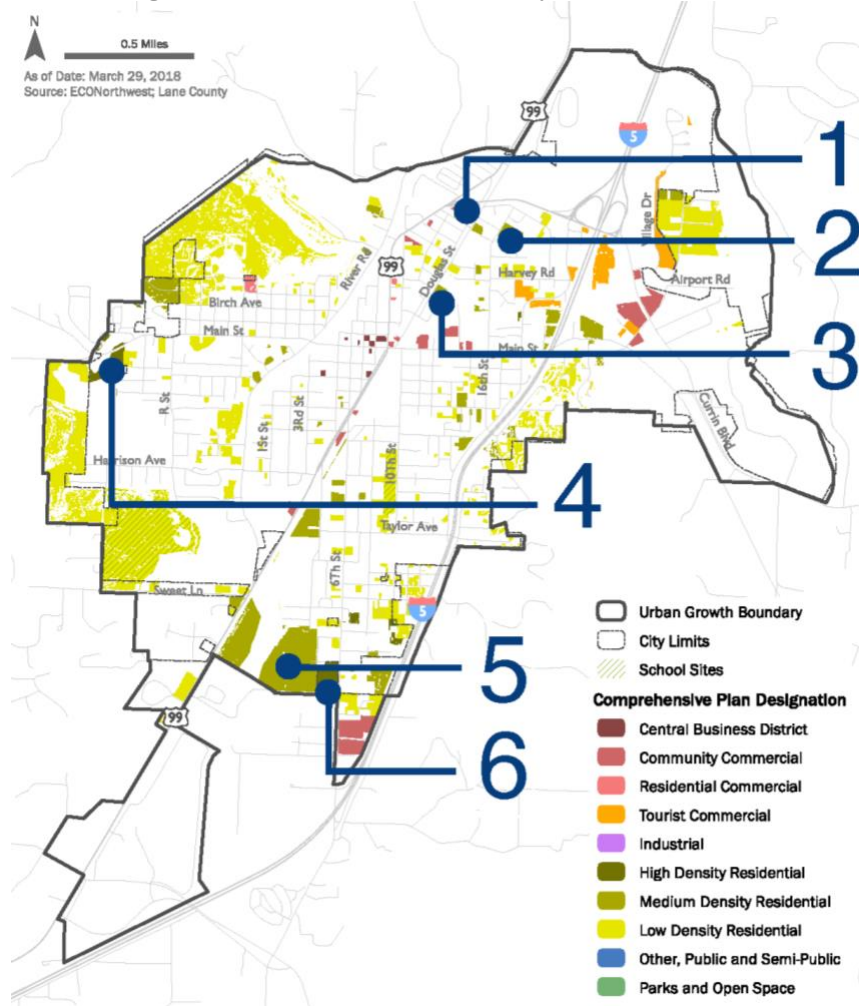 N
0.5 Miles
As of Date: March 29, 2018
Source: ECONorthwest; Lane County
99
5
1
Village Dr
River Rd
2
99
Douglas St
Harvey Rd
Airport Rd
Birch Ave
3
Main St
Main St
16th St
R St
1St St
3Rd St
Currin Blvd
10Th St
Harrison Ave
4
Taylor Ave
6Th St
Sweet Ln
5
Urban Growth Boundary
City Limits
School Sites
5
Comprehensive Plan Designation
99
Central Business District
6
Community Commercial
Residential Commercial
Tourist Commercial
Industrial
High Density Residential
Medium Density Residential
Low Density Residential
Other, Public and Semi-Public
Parks and Open Space